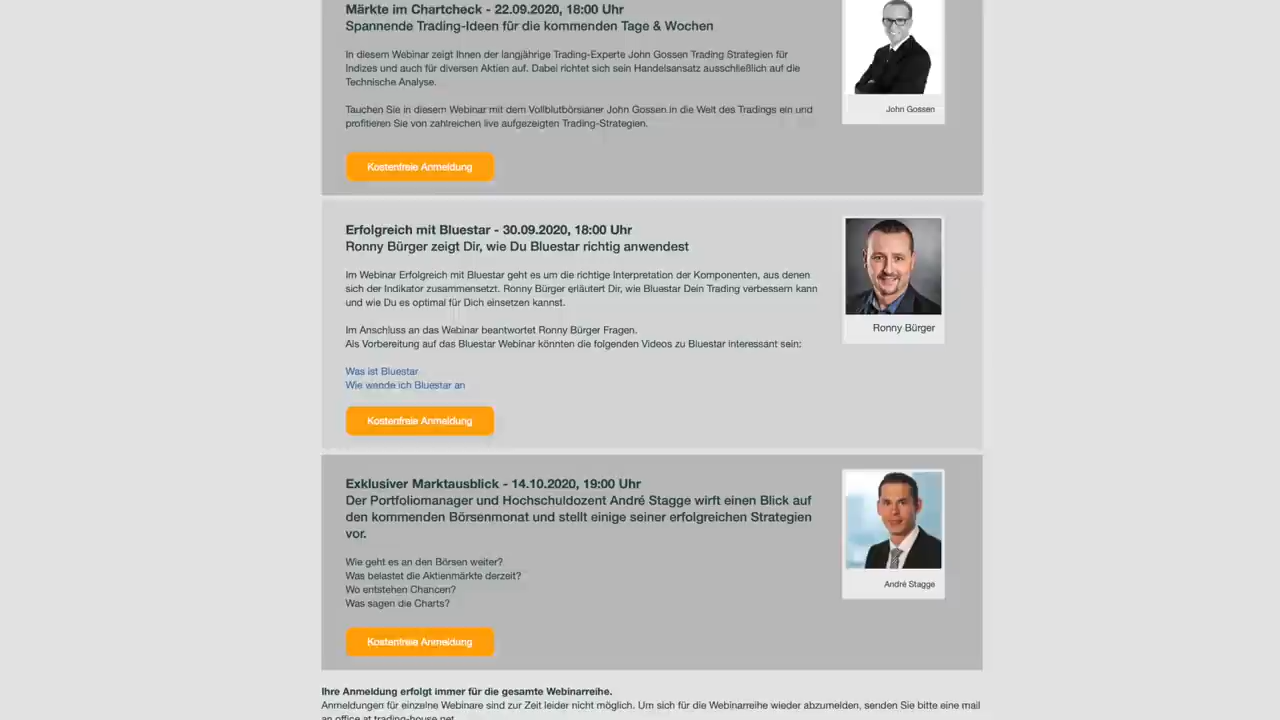 Märkte im Chartcheck - 22.09.2020, 18:00 Uhr
Spannende Trading-Ideen für die kommenden Tage & Wochen
In diesem Webinar zeigt Ihnen der langjährige Trading-Experte John Gossen Trading Strategien für
Indizes und auch für diversen Aktien auf. Dabei richtet sich sein Handelsansatz ausschließlich auf die
Technische Analyse.
Tauchen Sie in diesem Webinar mit dem Vollblutbörsianer John Gossen in die Welt des Tradings ein und
profitieren Sie von zahlreichen live aufgezeigten Trading-Strategien.
John Gossen
Kostenfreie Anmeldung
Erfolgreich mit Bluestar - 30.09.2020, 18:00 Uhr
Ronny Bürger zeigt Dir, wie Du Bluestar richtig anwendest
Im Webinar Erfolgreich mit Bluestar geht es um die richtige Interpretation der Komponenten, aus denen
sich der Indikator zusammensetzt. Ronny Bürger erläutert Dir, wie Bluestar Dein Trading verbessern kann
und wie Du es optimal für Dich einsetzen kannst.
Im Anschluss an das Webinar beantwortet Ronny Bürger Fragen.
Als Vorbereitung auf das Bluestar Webinar könnten die folgenden Videos zu Bluestar interessant sein:
Ronny Bürger
Was ist Bluestar
Wie wende ich Bluestar an
Kostenfreie Anmeldung
Exklusiver Marktausblick - 14.10.2020, 19:00 Uhr
Der Portfoliomanager und Hochschuldozent André Stagge wirft einen Blick auf
den kommenden Börsenmonat und stellt einige seiner erfolgreichen Strategien
vor.
Wie geht es an den Börsen weiter?
Was belastet die Aktienmärkte derzeit?
Wo entstehen Chancen?
Was sagen die Charts?
André Stagge
Kostenfreie Anmeldung
Ihre Anmeldung erfolgt immer für die gesamte Webinarreihe.
Anmeldungen für einzelne Webinare sind zur Zeit leider nicht möglich. Um sich für die Webinarreihe wieder abzumelden, senden Sie bitte eine mail
an office at trading-house.net